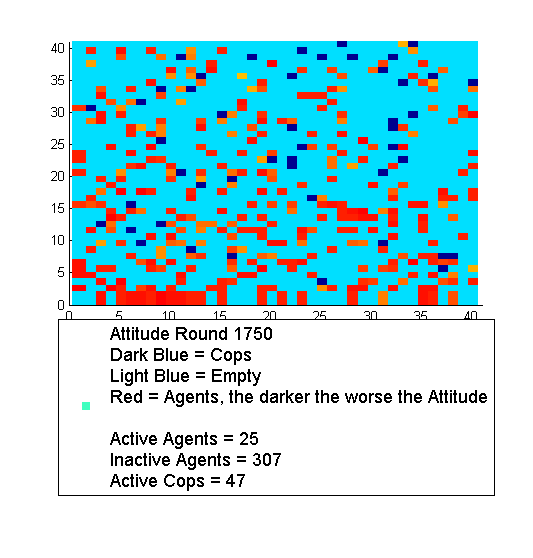 40
35
30
25
20
15
10
5
0
0 5 10 15 20 25 30 35 40
Attitude Round 1750
Dark Blue = Cops
Light Blue = Empty
Red = Agents, the darker the worse the Attitude
Active Agents = 25
Inactive Agents = 307
Active Cops = 47